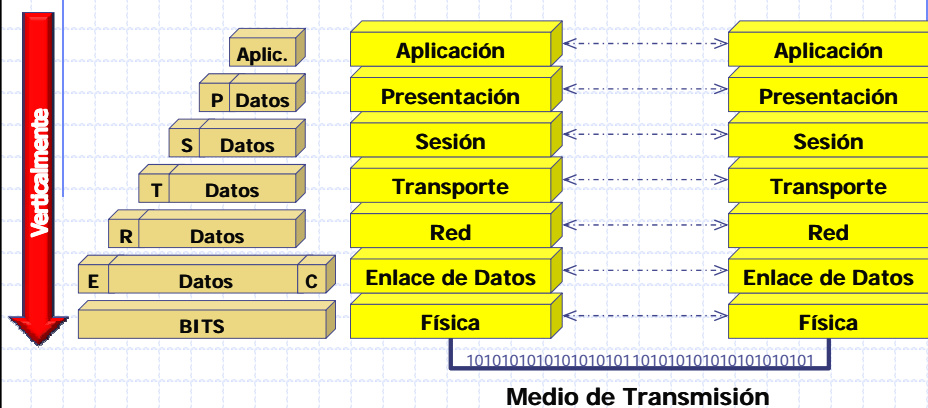 Verticalmente
Aplic. Aplicación Aplicación
P Datos Presentación Presentación
S Datos Sesión Sesión
T Datos Transporte Transporte
R Datos Red Red
E Datos C Enlace de Datos Enlace de Datos
BITS Física Física
1010101010101010101101010101010101010101
Medio de Transmisión